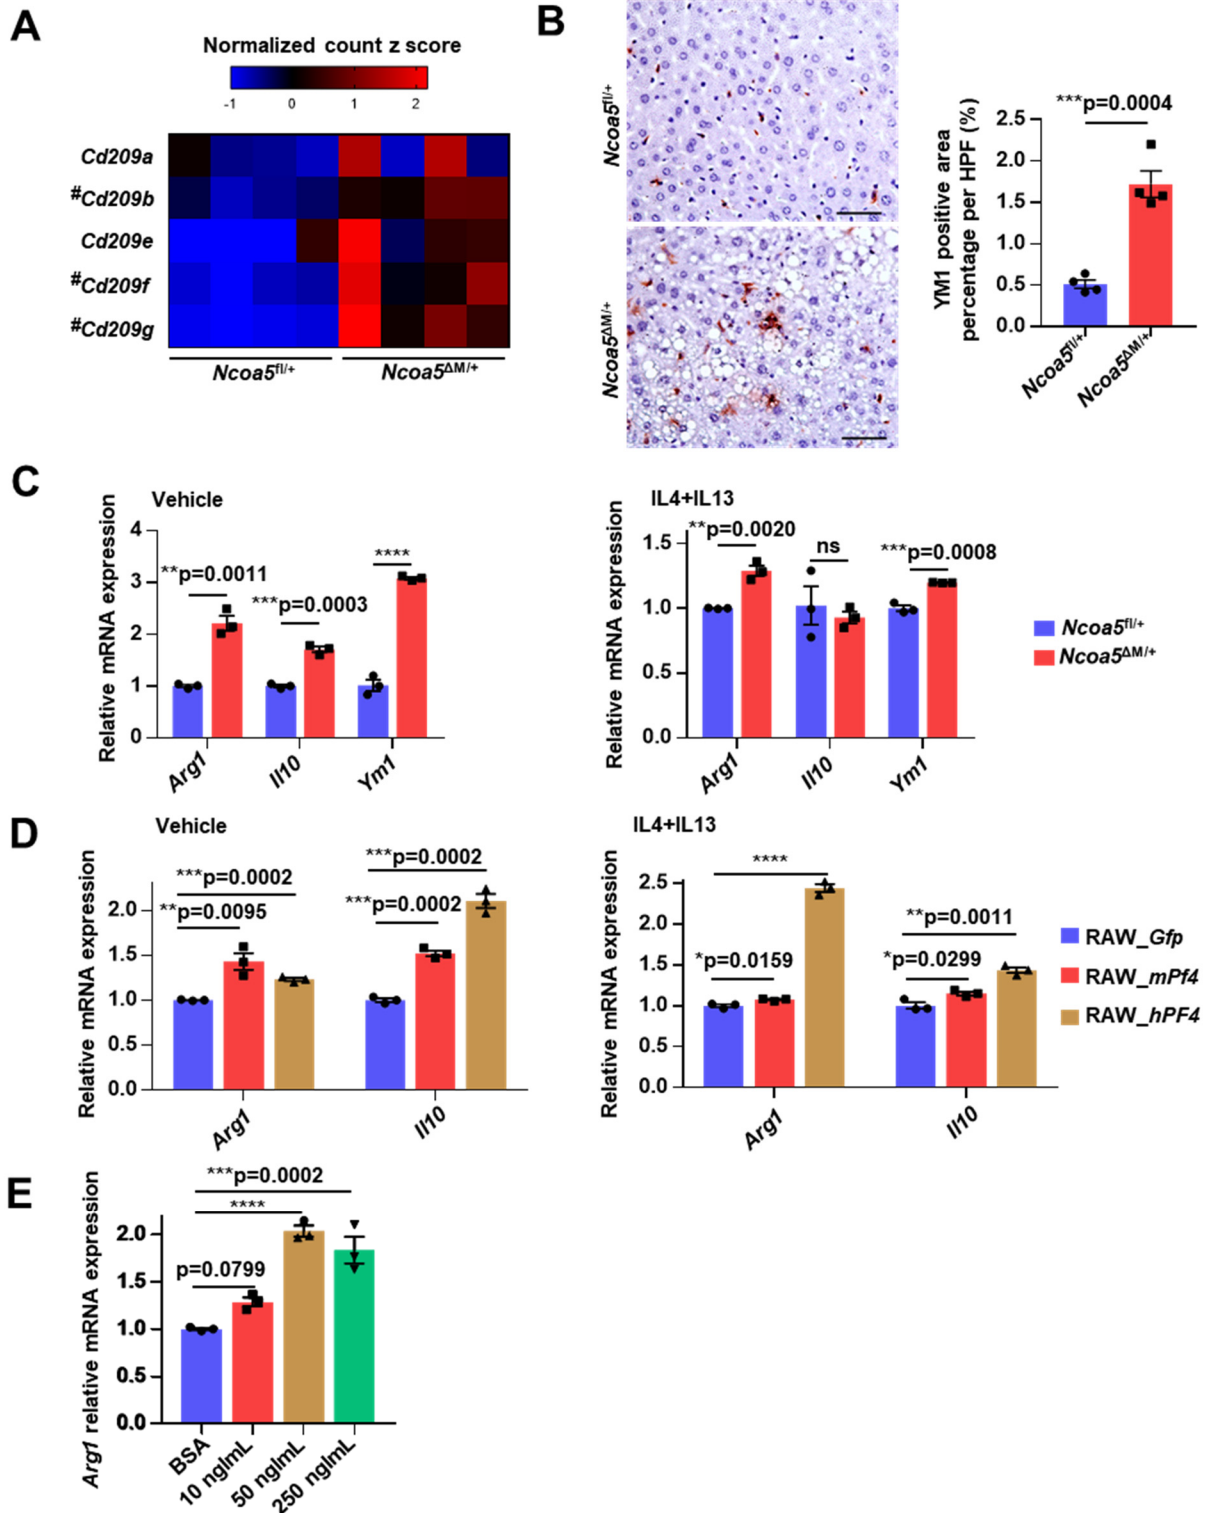 A
Normalized count z score
-1 0 1 2
Cd209a
#Cd209b
Cd209e
#Cd209f
#Cd209g
Ncoa5fl/+
Ncoa5ΔM/+
B
Ncoa5fl/+
Ncoa5ΔM/+
YM1 positive area
percentage per HPF (%)
***p=0.0004
2.5
2.0
1.5
1.0
0.5
0.0
Ncoa5fl/+
Ncoa5ΔM/+
C
Vehicle
Relative mRNA expression
4
3
2
1
0
**p=0.0011
***p=0.0003
****
Arg1
Il10
Ym1
IL4+IL13
Relative mRNA expression
1.5
1.0
0.5
0.0
**p=0.0020
ns
***p=0.0008
Arg1
Il10
Ym1
Ncoa5fl/+
Ncoa5ΔM/+
D
Vehicle
Relative mRNA expression
2.0
1.5
1.0
0.5
0.0
***p=0.0002
**p=0.0095
***p=0.0002
***p=0.0002
Arg1
Il10
IL4+IL13
Relative mRNA expression
2.5
2.0
1.5
1.0
0.5
0.0
****
*p=0.0159
**p=0.0011
*p=0.0299
Arg1
Il10
RAW_Gfp
RAW_mPf4
RAW_hPF4
E
Arg1 relative mRNA expression
2.0
1.5
1.0
0.5
0.0
***p=0.0002
****
p=0.0799
BSA
10 nglmL
50 nglmL
250 nglmL